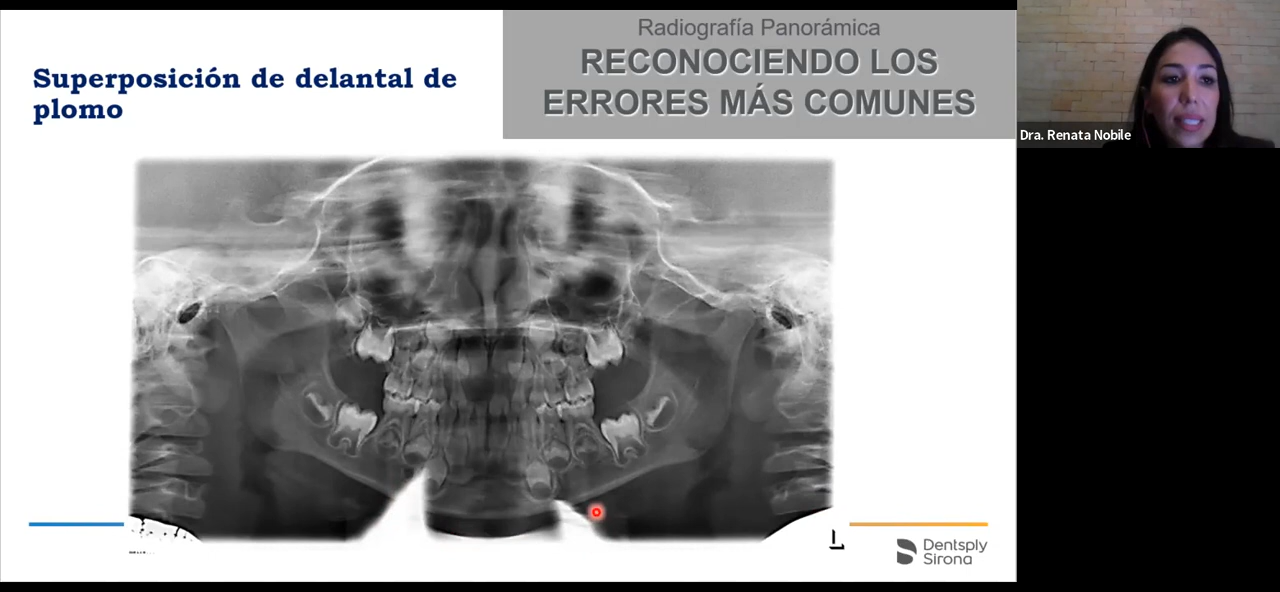 Radiografía Panorámica
RECONOCIENDO LOS
ERRORES MÁS COMUNES
Superposición de delantal de
plomo
Dra. Renata Nobile
L
Dentsply
Sirona